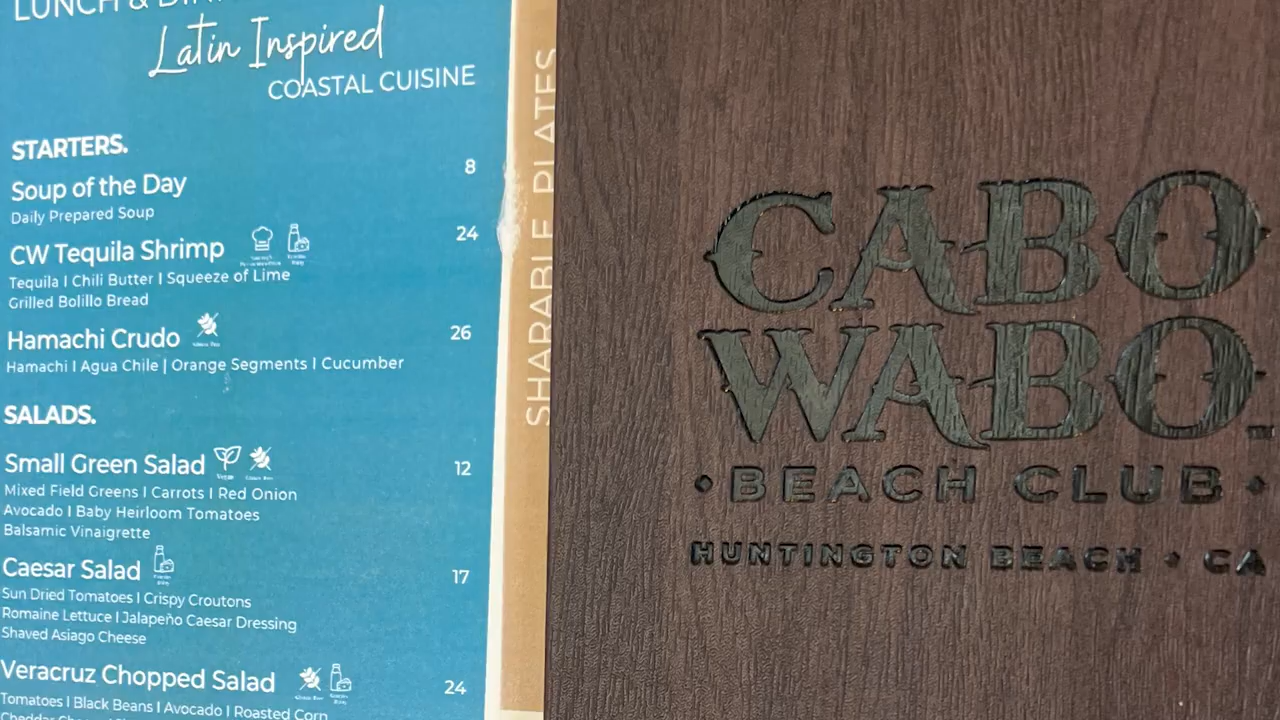 LUNCH &
Latin Inspired
COASTAL CUISINE
STARTERS.
Soup of the Day 8
Daily Prepared Soup
CW Tequila Shrimp 24
Tequila | Chili Butter | Squeeze of Lime
Grilled Bolillo Bread
Hamachi Crudo 26
Hamachi | Agua Chile | Orange Segments | Cucumber
SALADS.
Small Green Salad 12
Mixed Field Greens | Carrots | Red Onion
Avocado | Baby Heirloom Tomatoes
Balsamic Vinaigrette
Caesar Salad 17
Sun Dried Tomatoes | Crispy Croutons
Romaine Lettuce | Jalapeño Caesar Dressing
Shaved Asiago Cheese
Veracruz Chopped Salad 24
Tomatoes | Black Beans | Avocado | Roasted Corn
Cheddar
SHARABLE PLATES
CABO
WABO
TM
• BEACH CLUB •
HUNTINGTON BEACH • CA